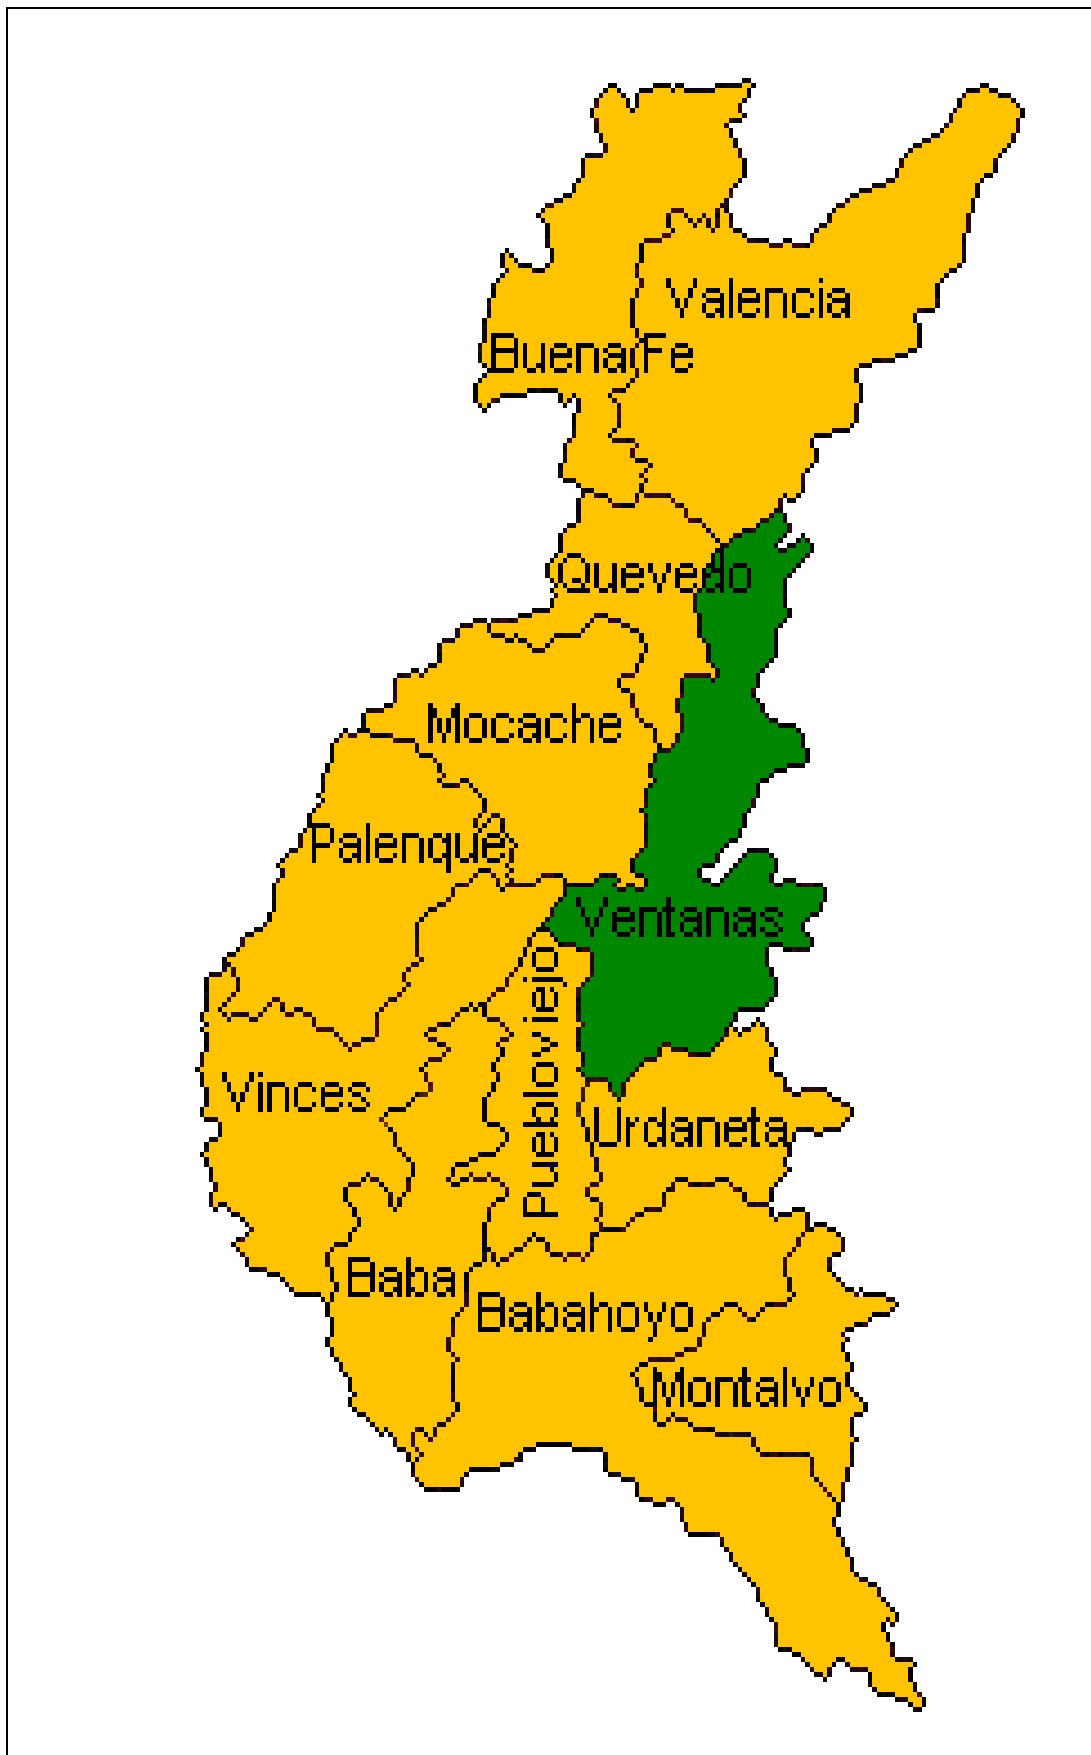 Valencia
Buena Fe
Quevedo
Mocache
Palenque
Ventanas
Puebloviejo
Vinces
Urdaneta
Baba
Babahoyo
Montalvo